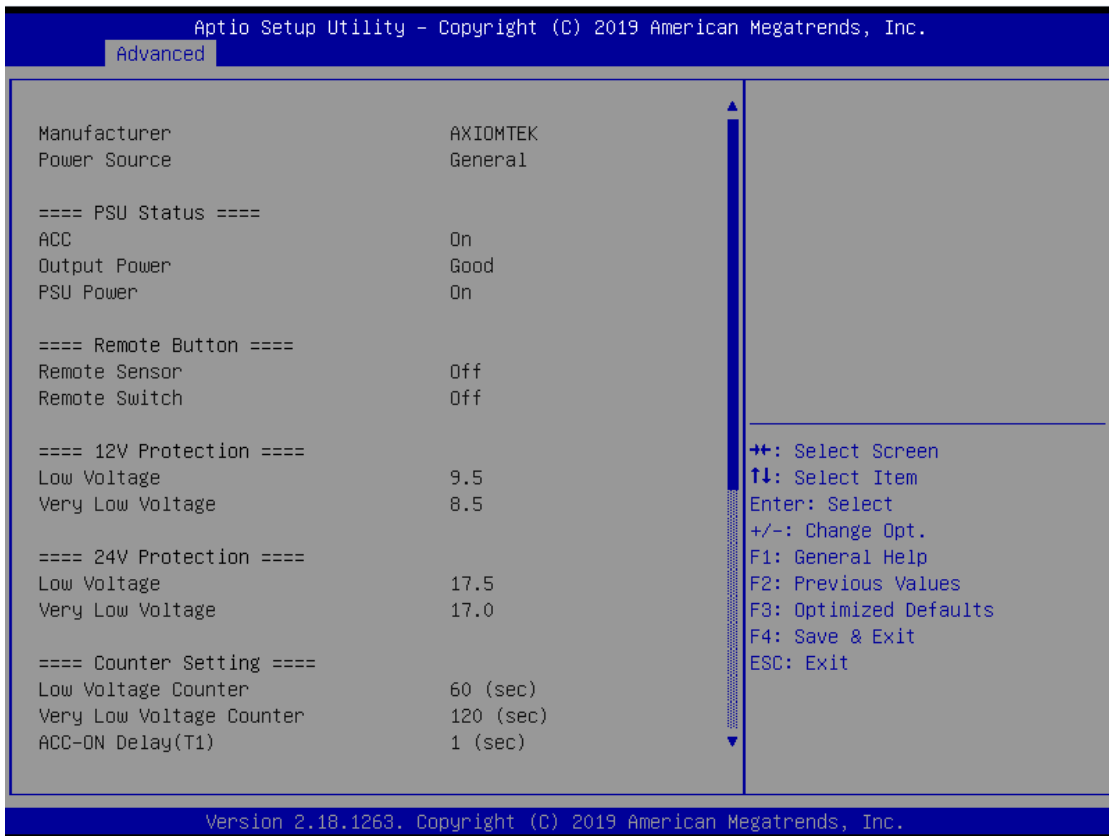 Aptio Setup Utility – Copyright (C) 2019 American Megatrends, Inc.
Advanced
Manufacturer AXIOMTEK
Power Source General
==== PSU Status ====
ACC On
Output Power Good
PSU Power On
==== Remote Button ====
Remote Sensor Off
Remote Switch Off
==== 12V Protection ====
Low Voltage 9.5
Very Low Voltage 8.5
==== 24V Protection ====
Low Voltage 17.5
Very Low Voltage 17.0
==== Counter Setting ====
Low Voltage Counter 60 (sec)
Very Low Voltage Counter 120 (sec)
ACC-ON Delay(T1) 1 (sec)
→←: Select Screen
↑↓: Select Item
Enter: Select
+/-: Change Opt.
F1: General Help
F2: Previous Values
F3: Optimized Defaults
F4: Save & Exit
ESC: Exit
Version 2.18.1263. Copyright (C) 2019 American Megatrends, Inc.